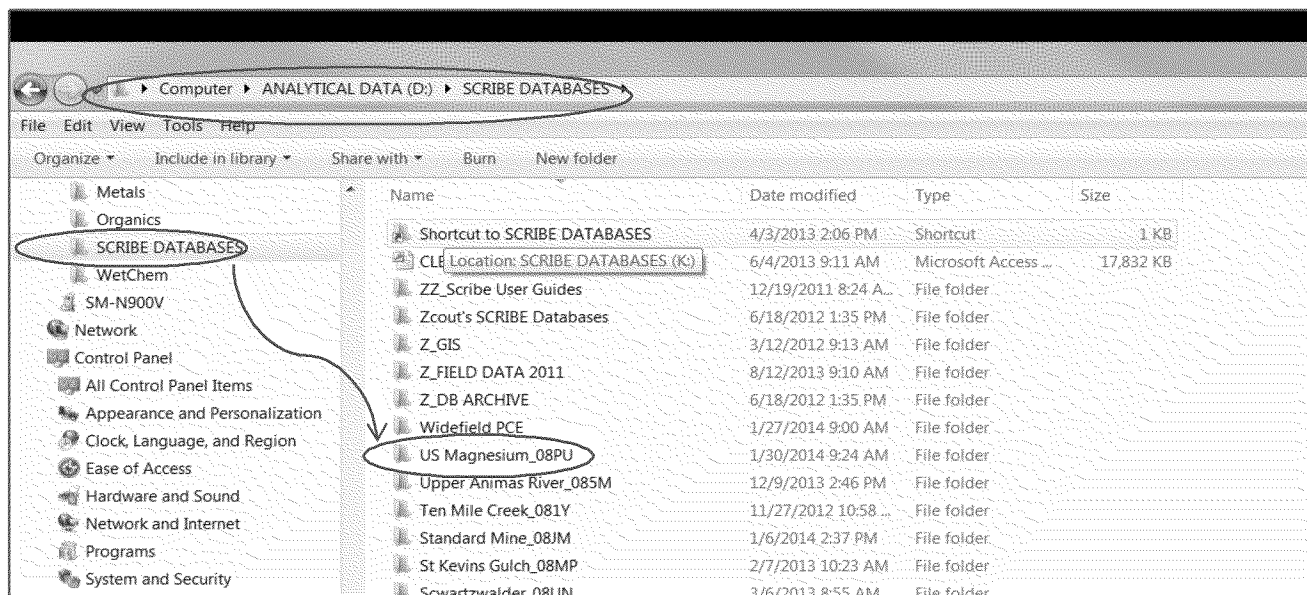 Computer ▸ ANALYTICAL DATA (D:) ▸ SCRIBE DATABASES ▸
File Edit View Tools Help
Organize Include in library Share with Burn New folder
Metals
Organics
SCRIBE DATABASES
WetChem
SM-N900V
Network
Control Panel
All Control Panel Items
Appearance and Personalization
Clock, Language, and Region
Ease of Access
Hardware and Sound
Network and Internet
Programs
System and Security
Name Date modified Type Size
Shortcut to SCRIBE DATABASES 4/3/2013 2:06 PM Shortcut 1 KB
CLE 6/4/2013 9:11 AM Microsoft Access ... 17,832 KB
Location: SCRIBE DATABASES (K:)
ZZ_Scribe User Guides 12/19/2011 8:24 A... File folder
Zcout's SCRIBE Databases 6/18/2012 1:35 PM File folder
Z_GIS 3/12/2012 9:13 AM File folder
Z_FIELD DATA 2011 8/12/2013 9:10 AM File folder
Z_DB ARCHIVE 6/18/2012 1:35 PM File folder
Widefield PCE 1/27/2014 9:00 AM File folder
US Magnesium_08PU 1/30/2014 9:24 AM File folder
Upper Animas River_085M 12/9/2013 2:46 PM File folder
Ten Mile Creek_081Y 11/27/2012 10:58 ... File folder
Standard Mine_08JM 1/6/2014 2:37 PM File folder
St Kevins Gulch_08MP 2/7/2013 10:23 AM File folder
Scwartzwalder_08UN 3/6/2013 8:55 AM File folder